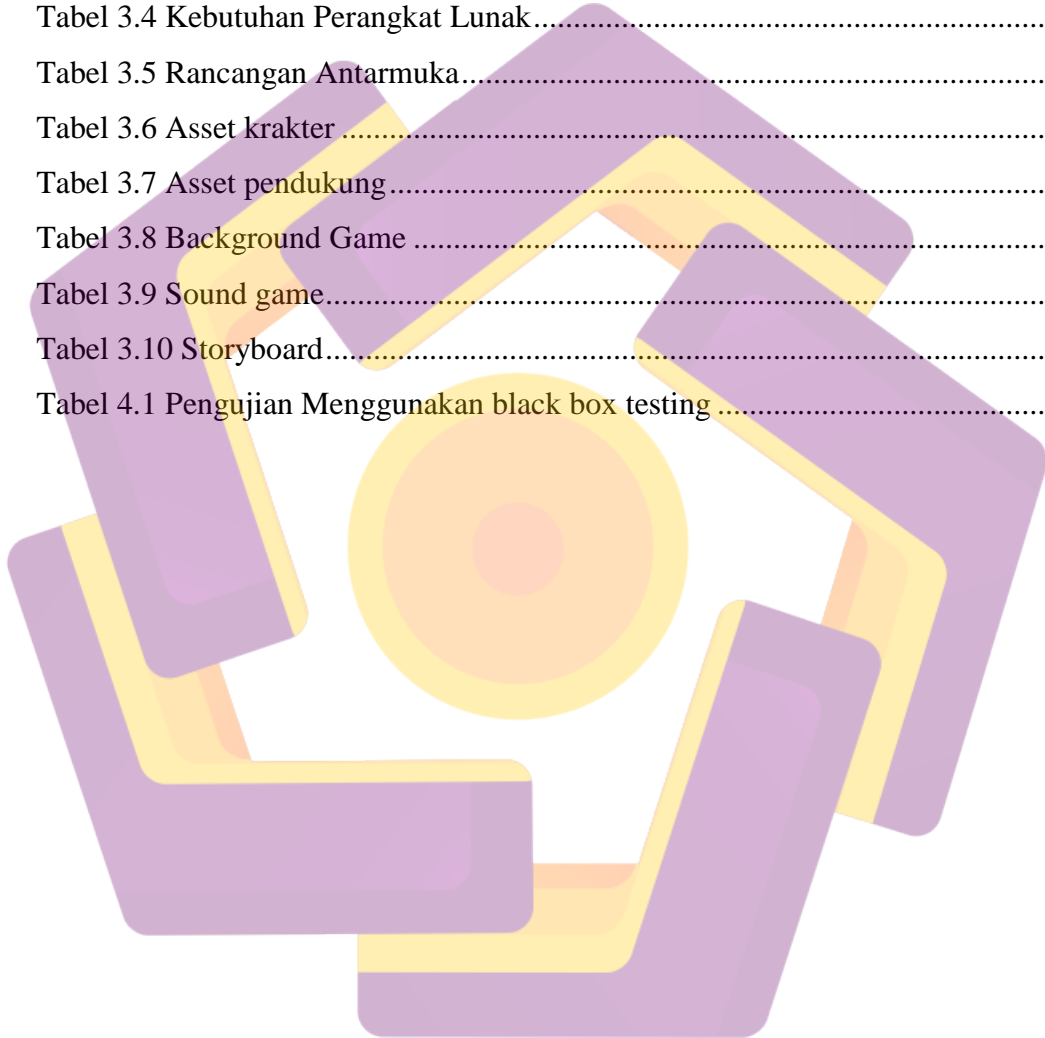 Tabel 3.4 Kebutuhan Perangkat Lunak........................................................................
Tabel 3.5 Rancangan Antarmuka.................................................................................
Tabel 3.6 Asset krakter ................................................................................................
Tabel 3.7 Asset pendukung..........................................................................................
Tabel 3.8 Background Game .......................................................................................
Tabel 3.9 Sound game..................................................................................................
Tabel 3.10 Storyboard..................................................................................................
Tabel 4.1 Pengujian Menggunakan black box testing .............................................